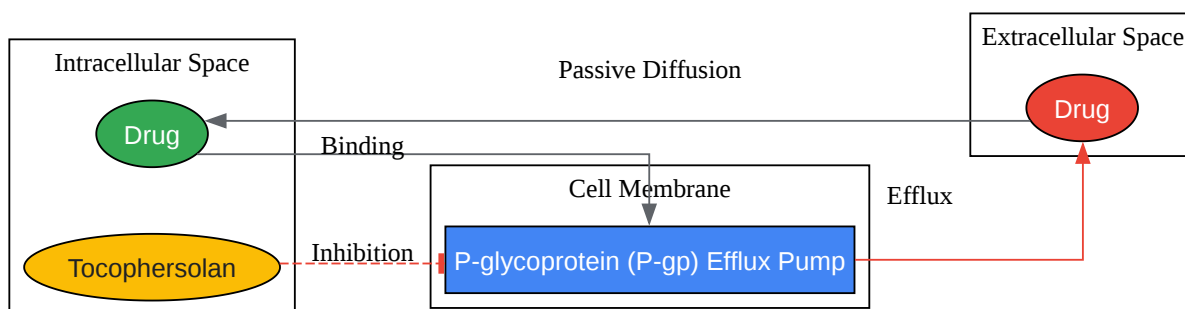 Extracellular Space
Intracellular Space
Passive Diffusion
Drug
Drug
Binding
Cell Membrane
Efflux
Inhibition
Tocophersolan
P-glycoprotein (P-gp) Efflux Pump